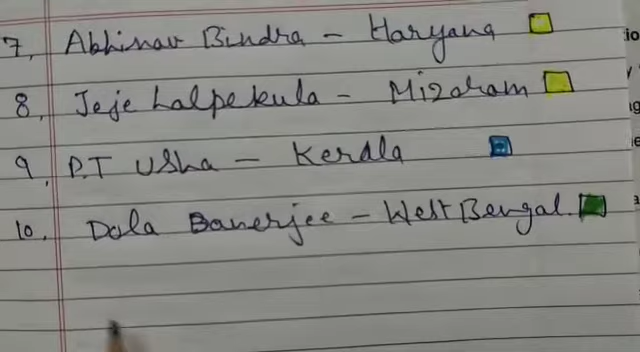 7. Abhinav Bindra - Haryana
8. Jeje Lalpekula - Mizoram
9. P.T Usha - Kerala
10. Dola Banerjee - West Bengal.